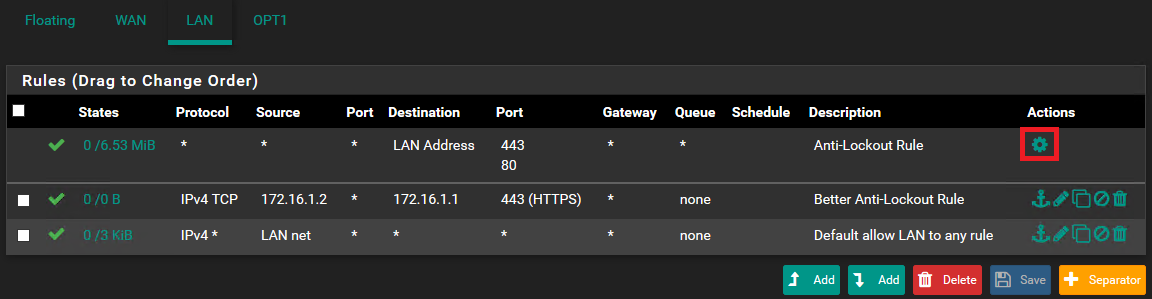 Floating WAN LAN OPT1
Rules (Drag to Change Order)
States Protocol Source Port Destination Port Gateway Queue Schedule Description Actions
0 /6.53 MiB * * * LAN Address 443 * * Anti-Lockout Rule
80
0 /0 B IPv4 TCP 172.16.1.2 * 172.16.1.1 443 (HTTPS) * none Better Anti-Lockout Rule
0 /3 KiB IPv4 * LAN net * * * * none Default allow LAN to any rule
Add Add Delete Save Separator